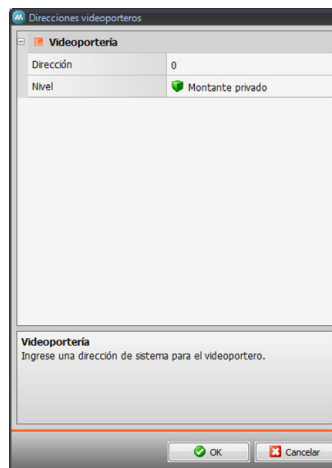 Direcciones videoporteros
Videoportería
Dirección 0
Nivel Montante privado
Videoportería
Ingrese una dirección de sistema para el videoportero.
OK Cancelar